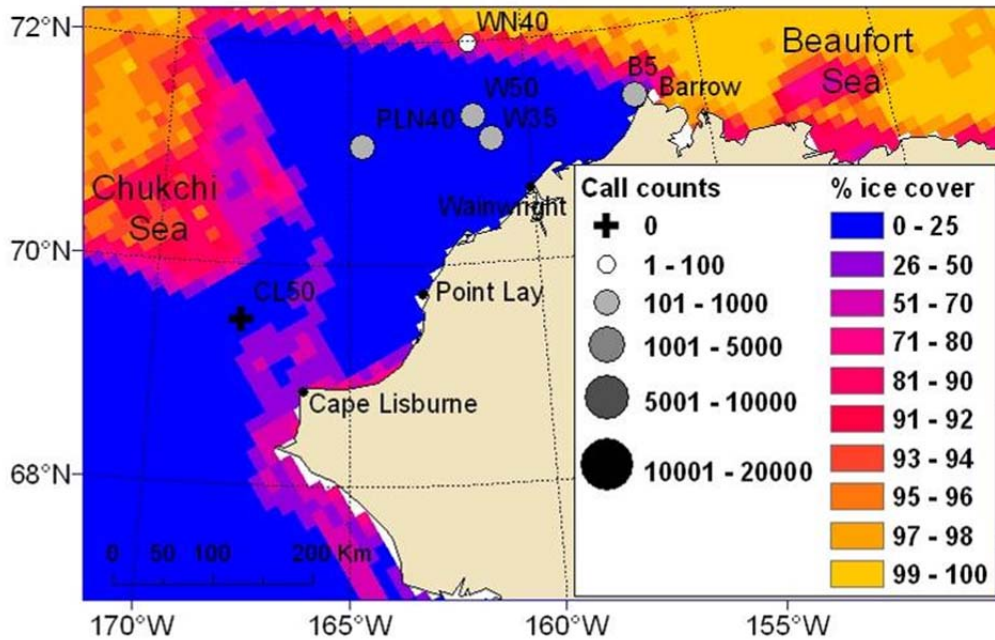 72°N
WN40
Beaufort
Sea
B5
Barrow
W50
PLN40
W35
Chukchi
Sea
Wainwright
70°N
CL50
Point Lay
Cape Lisburne
68°N
0 50 100 200 Km
Call counts
0
1 - 100
101 - 1000
1001 - 5000
5001 - 10000
10001 - 20000
% ice cover
0 - 25
26 - 50
51 - 70
71 - 80
81 - 90
91 - 92
93 - 94
95 - 96
97 - 98
99 - 100
170°W 165°W 160°W 155°W